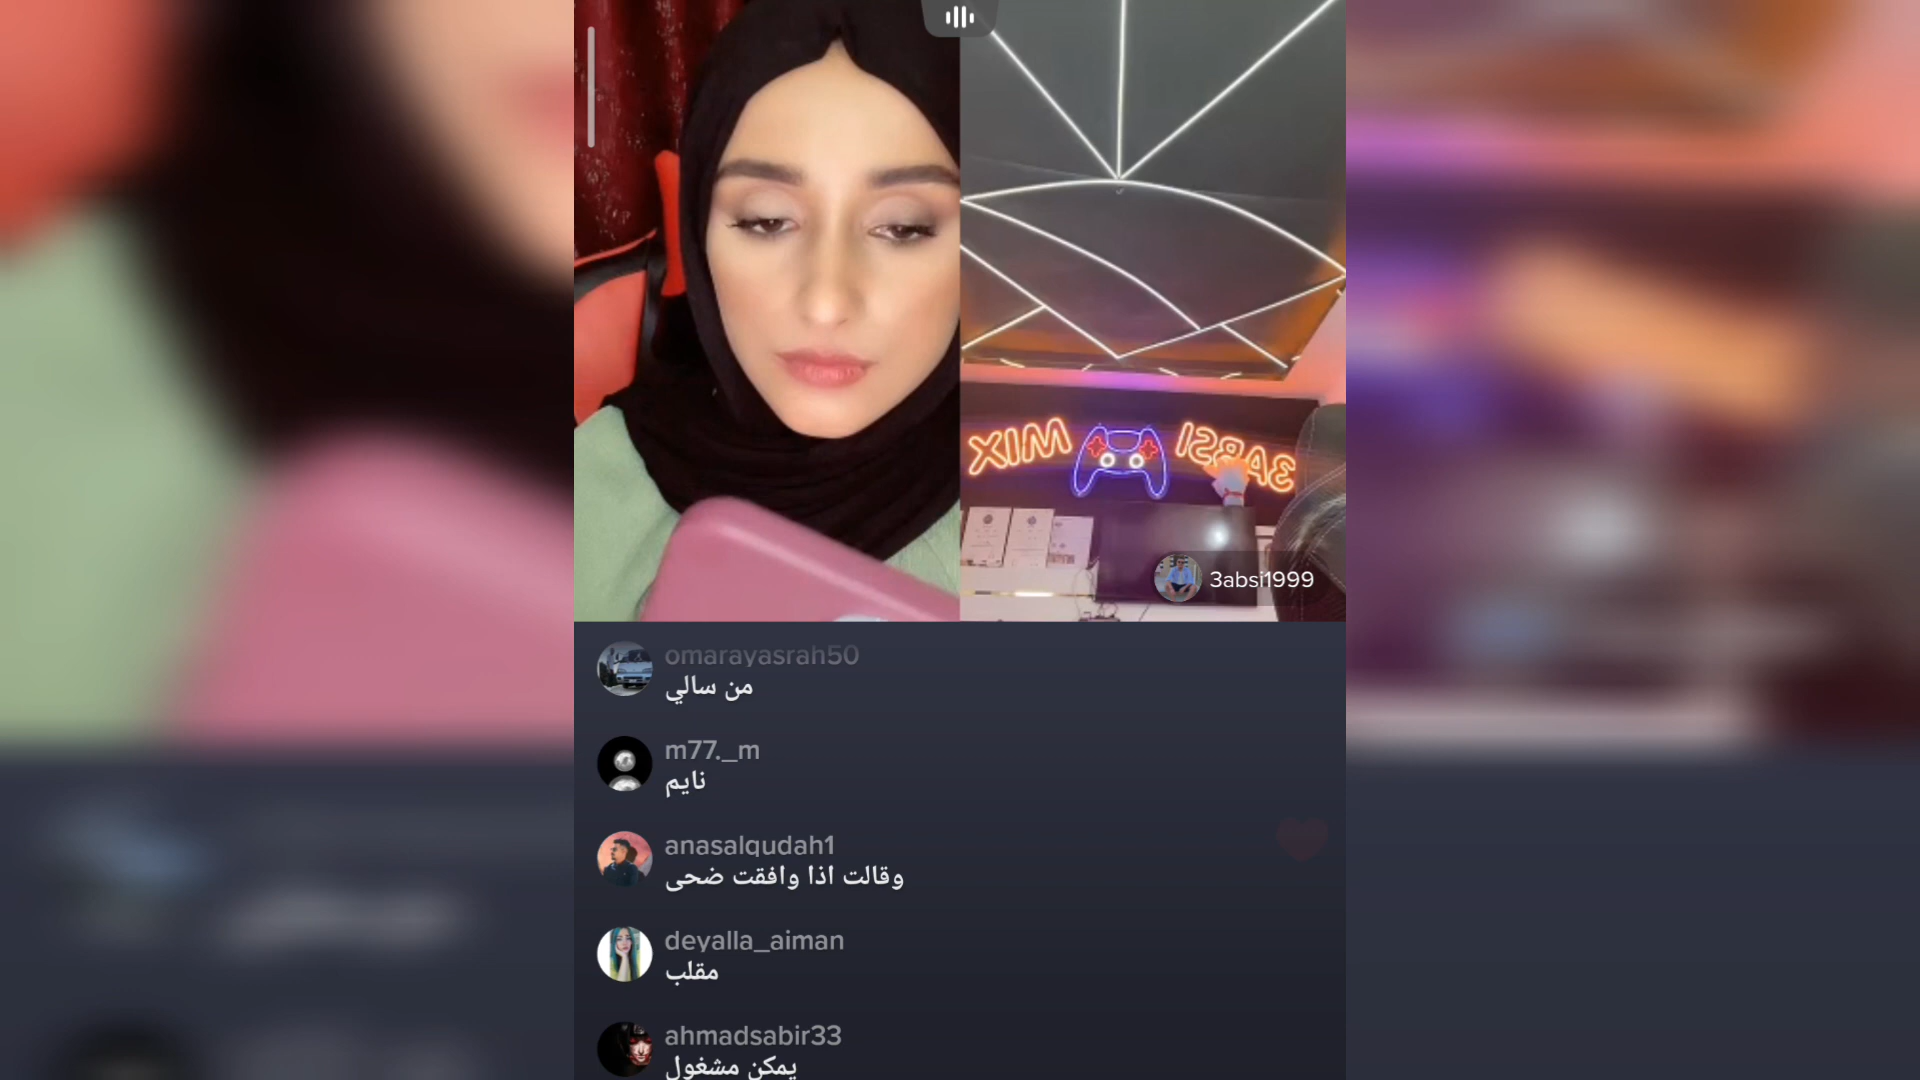 MIX
3ABSI
3absi1999
omarayasrah50
من سالي
m77._m
نايم
anasalqudah1
وقالت اذا وافقت ضحى
deyalla_aiman
مقلب
ahmadsabir33
يمكن مشغول